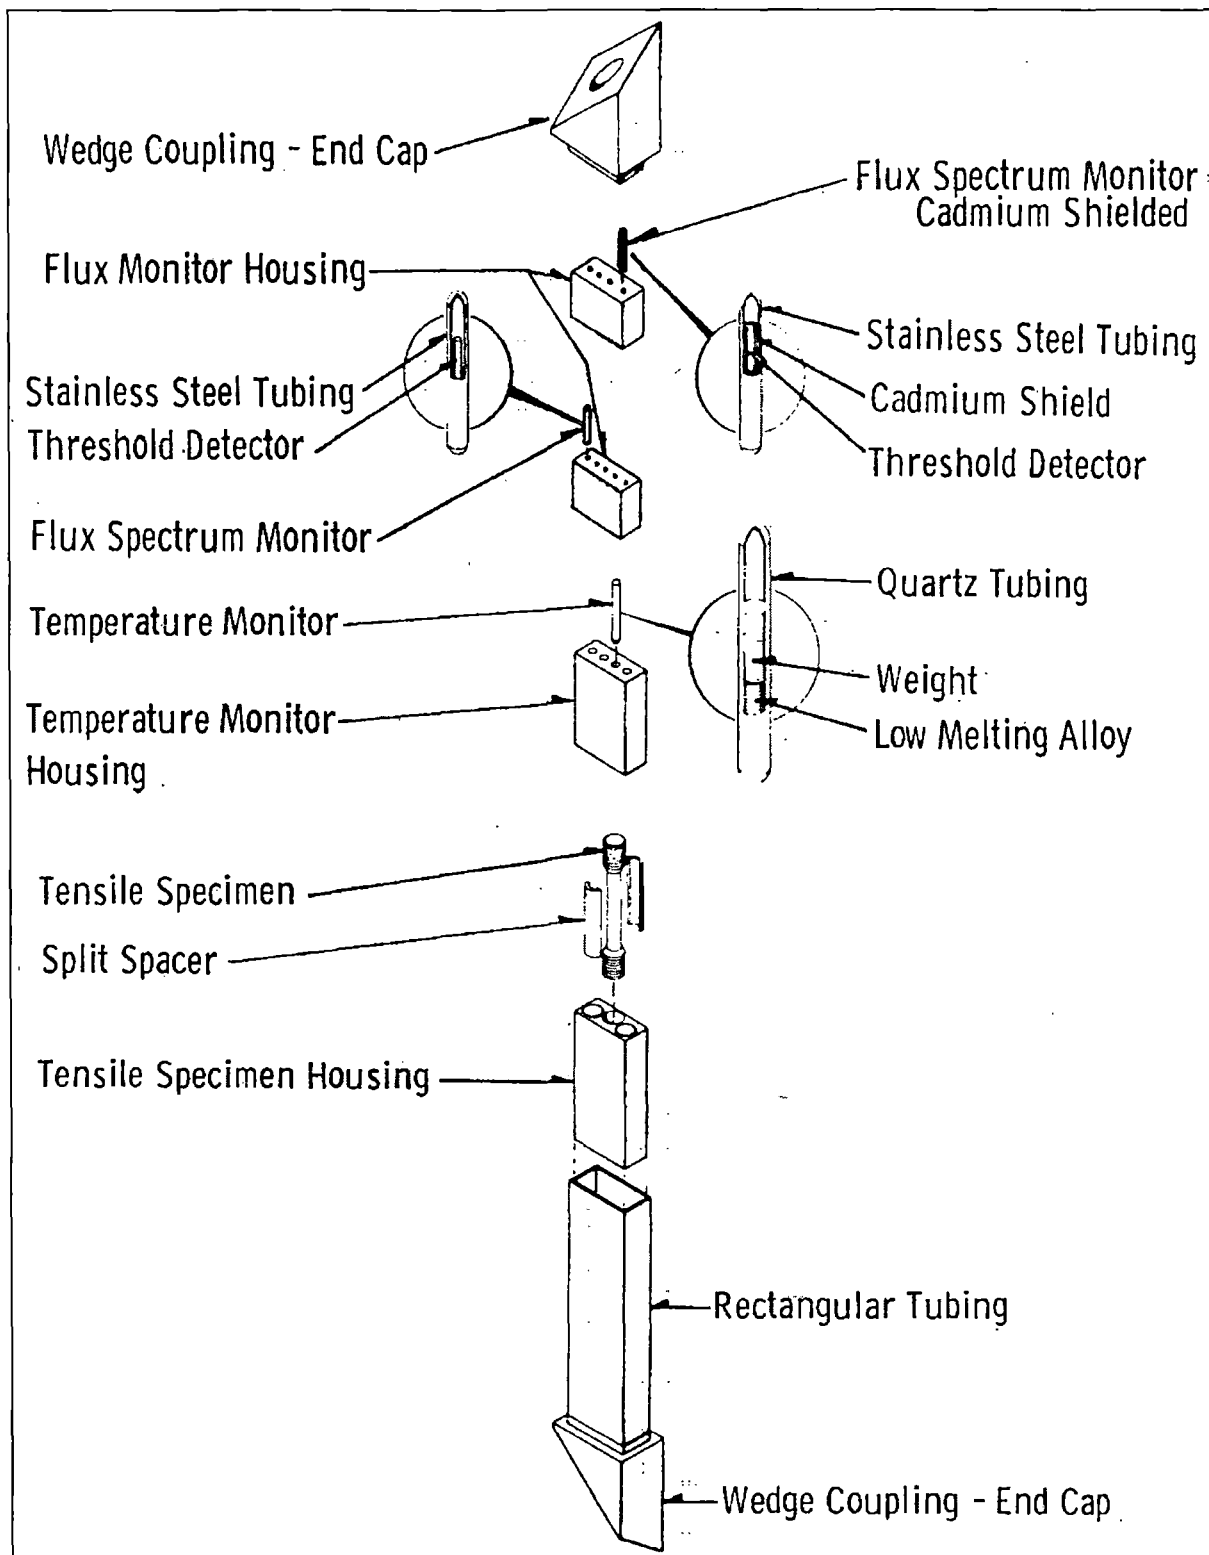 Wedge Coupling - End Cap
Flux Spectrum Monitor
Cadmium Shielded
Flux Monitor Housing
Stainless Steel Tubing
Stainless Steel Tubing
Cadmium Shield
Threshold Detector
Threshold Detector
Flux Spectrum Monitor
Quartz Tubing
Temperature Monitor
Weight
Low Melting Alloy
Temperature Monitor
Housing
Tensile Specimen
Split Spacer
Tensile Specimen Housing
Rectangular Tubing
Wedge Coupling - End Cap